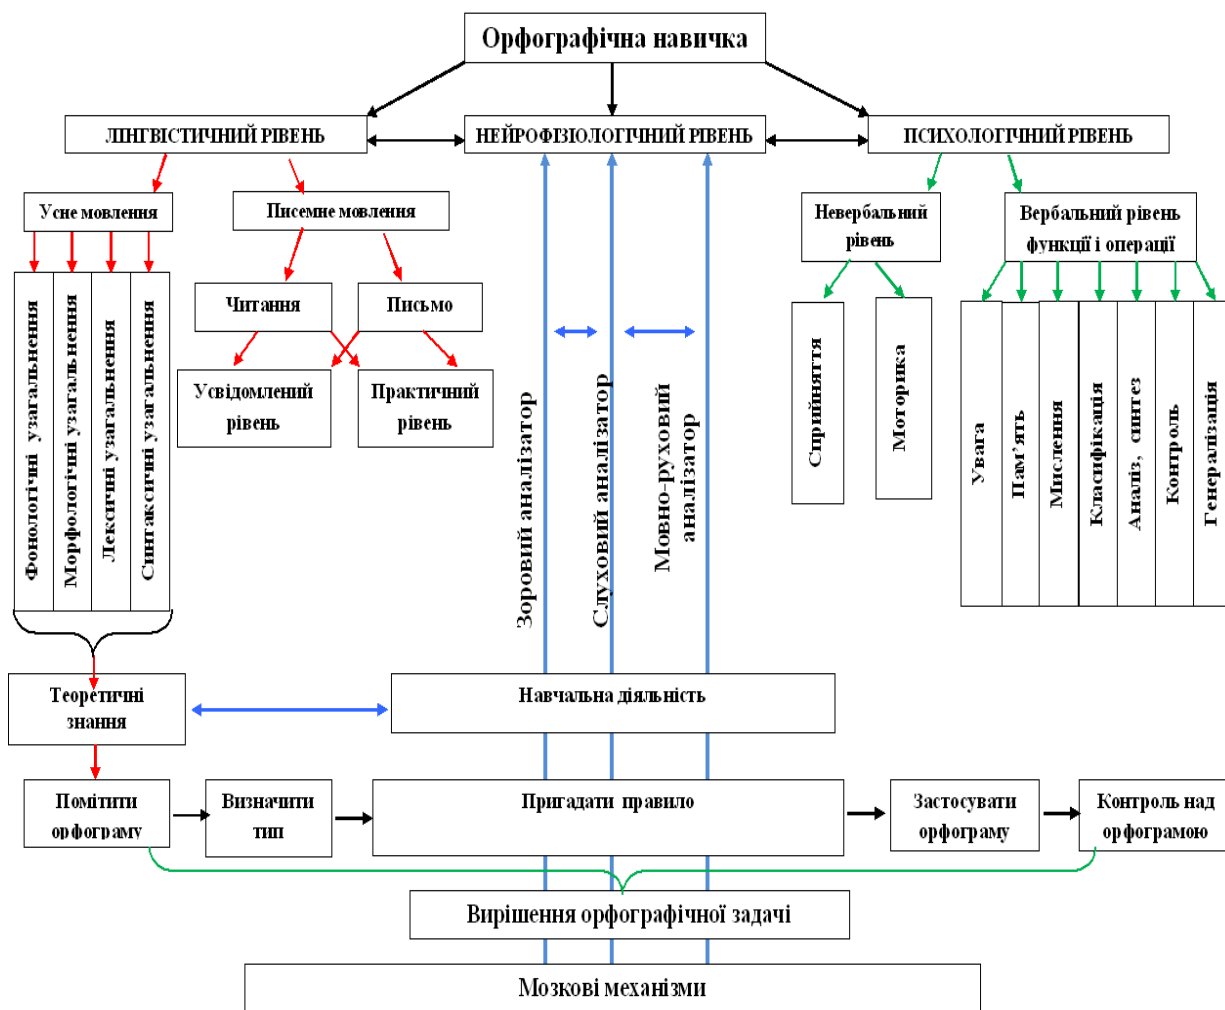 Орфографічна навичка
ЛІНГВІСТИЧНИЙ РІВЕНЬ
НЕЙРОФІЗІОЛОГІЧНИЙ РІВЕНЬ
ПСИХОЛОГІЧНИЙ РІВЕНЬ
Усне мовлення
Писемне мовлення
Невербальний
рівень
Вербальний рівень
функції і операції
Читання
Письмо
Усвідомлений
рівень
Практичний
рівень
Фонологічні узагальнення
Морфологічні узагальнення
Лексичні узагальнення
Синтаксичні узагальнення
Зоровий аналізатор
Слуховий аналізатор
Мовно-руховий
аналізатор
Сприйняття
Моторика
Увага
Пам’ять
Мислення
Класифікація
Аналіз, синтез
Контроль
Генералізація
Теоретичні
знання
Навчальна діяльність
Помітити
орфограму
Визначити
тип
Пригадати правило
Застосувати
орфограму
Контроль над
орфограмою
Вирішення орфографічної задачі
Мозкові механізми